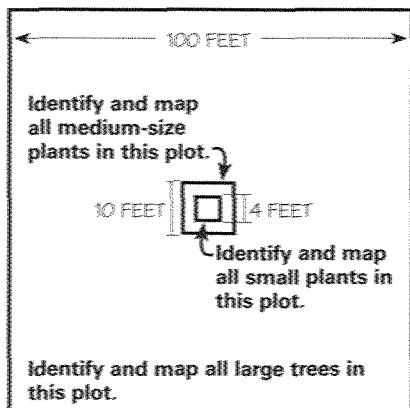 100 FEET
Identify and map
all medium-size
plants in this plot.
10 FEET
4 FEET
Identify and map
all small plants in
this plot.
Identify and map all large trees in
this plot.